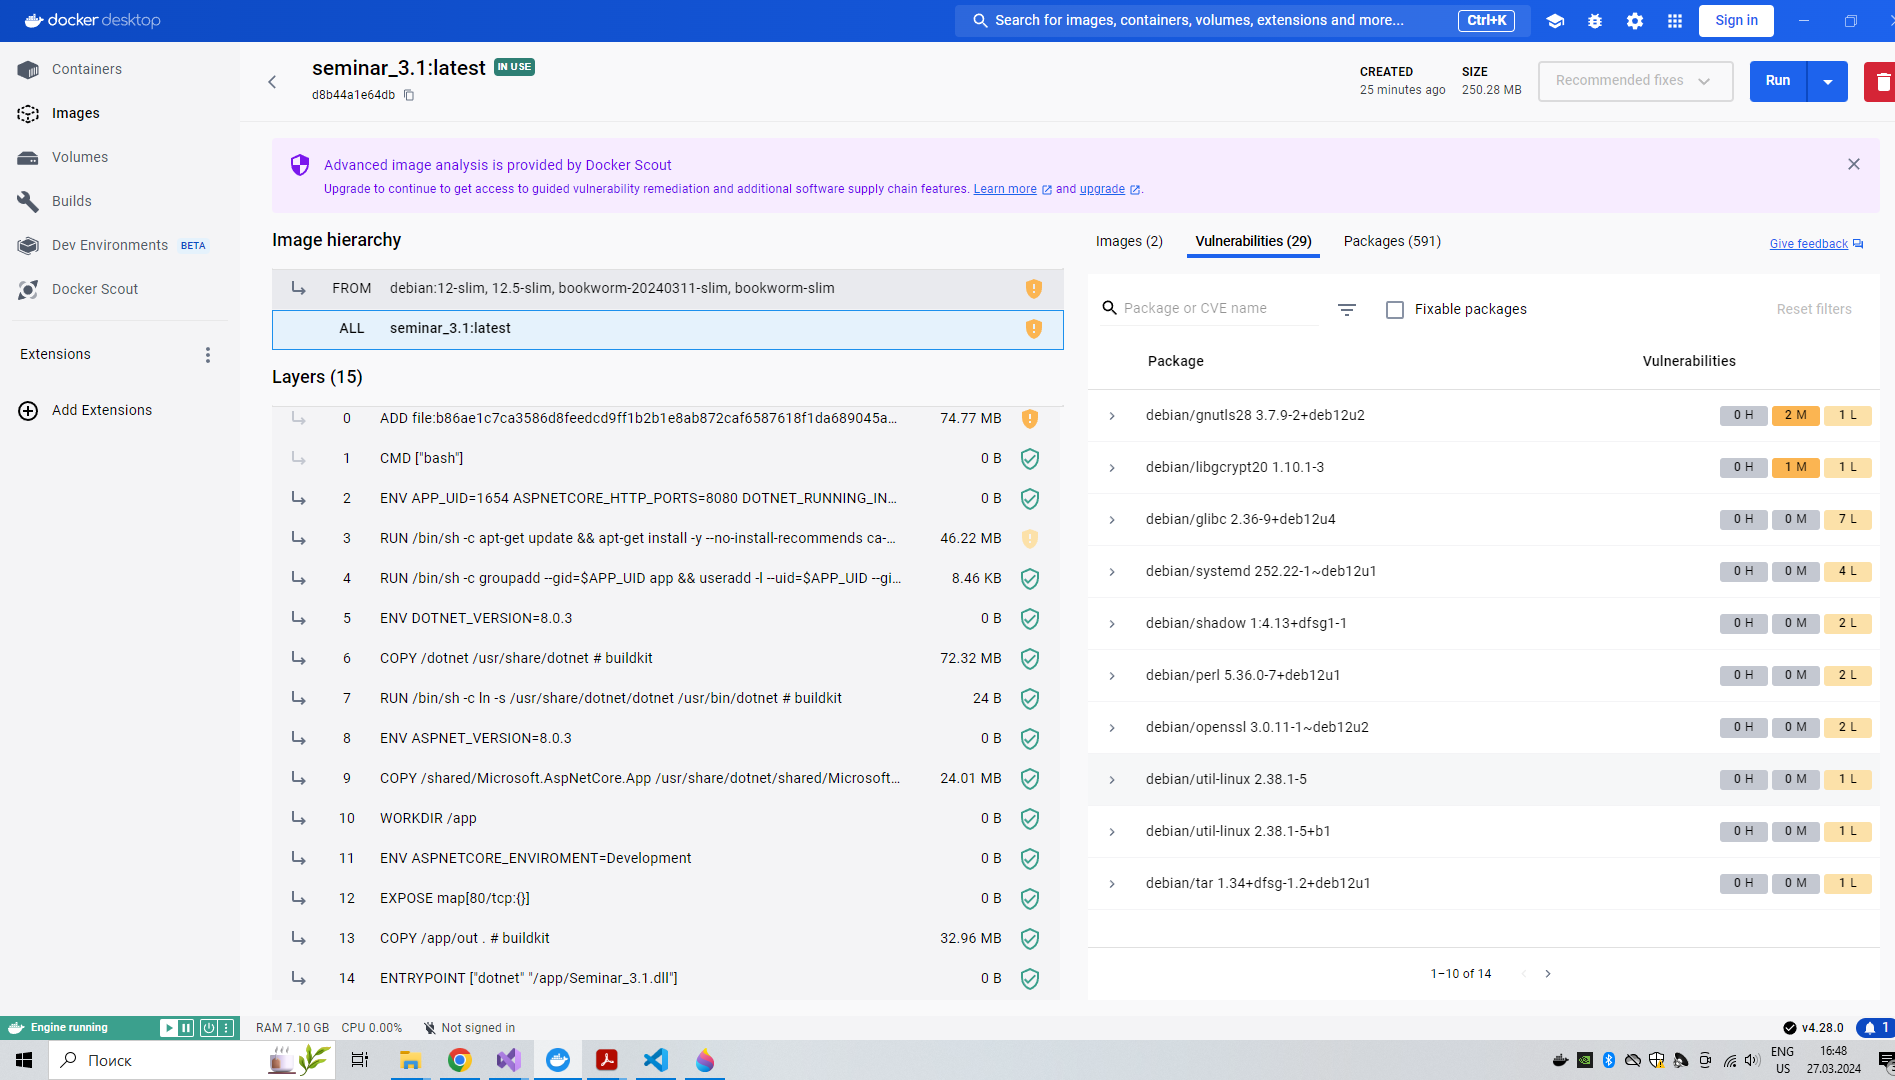 docker desktop
Search for images, containers, volumes, extensions and more...
Ctrl+K
Sign in
Containers
Images
Volumes
Builds
Dev Environments BETA
Docker Scout
Extensions
Add Extensions
seminar_3.1:latest IN USE
d8b44a1e64db
CREATED
25 minutes ago
SIZE
250.28 MB
Recommended fixes
Run
Advanced image analysis is provided by Docker Scout
Upgrade to continue to get access to guided vulnerability remediation and additional software supply chain features. Learn more and upgrade .
Image hierarchy
FROM debian:12-slim, 12.5-slim, bookworm-20240311-slim, bookworm-slim
ALL seminar_3.1:latest
Layers (15)
0 ADD file:b86ae1c7ca3586d8feedcd9ff1b2b1e8ab872caf6587618f1da689045a... 74.77 MB
1 CMD ["bash"] 0 B
2 ENV APP_UID=1654 ASPNETCORE_HTTP_PORTS=8080 DOTNET_RUNNING_IN... 0 B
3 RUN /bin/sh -c apt-get update && apt-get install -y --no-install-recommends ca-... 46.22 MB
4 RUN /bin/sh -c groupadd --gid=$APP_UID app && useradd -l --uid=$APP_UID --gi... 8.46 KB
5 ENV DOTNET_VERSION=8.0.3 0 B
6 COPY /dotnet /usr/share/dotnet # buildkit 72.32 MB
7 RUN /bin/sh -c ln -s /usr/share/dotnet/dotnet /usr/bin/dotnet # buildkit 24 B
8 ENV ASPNET_VERSION=8.0.3 0 B
9 COPY /shared/Microsoft.AspNetCore.App /usr/share/dotnet/shared/Microsoft... 24.01 MB
10 WORKDIR /app 0 B
11 ENV ASPNETCORE_ENVIROMENT=Development 0 B
12 EXPOSE map[80/tcp:{}] 0 B
13 COPY /app/out . # buildkit 32.96 MB
14 ENTRYPOINT ["dotnet" "/app/Seminar_3.1.dll"] 0 B
Images (2)
Vulnerabilities (29)
Packages (591)
Give feedback
Package or CVE name
Fixable packages
Reset filters
Package Vulnerabilities
debian/gnutls28 3.7.9-2+deb12u2 0 H 2 M 1 L
debian/libgcrypt20 1.10.1-3 0 H 1 M 1 L
debian/glibc 2.36-9+deb12u4 0 H 0 M 7 L
debian/systemd 252.22-1~deb12u1 0 H 0 M 4 L
debian/shadow 1:4.13+dfsg1-1 0 H 0 M 2 L
debian/perl 5.36.0-7+deb12u1 0 H 0 M 2 L
debian/openssl 3.0.11-1~deb12u2 0 H 0 M 2 L
debian/util-linux 2.38.1-5 0 H 0 M 1 L
debian/util-linux 2.38.1-5+b1 0 H 0 M 1 L
debian/tar 1.34+dfsg-1.2+deb12u1 0 H 0 M 1 L
1–10 of 14
Engine running
RAM 7.10 GB CPU 0.00% Not signed in
v4.28.0
1
Поиск
ENG
US
16:48
27.03.2024